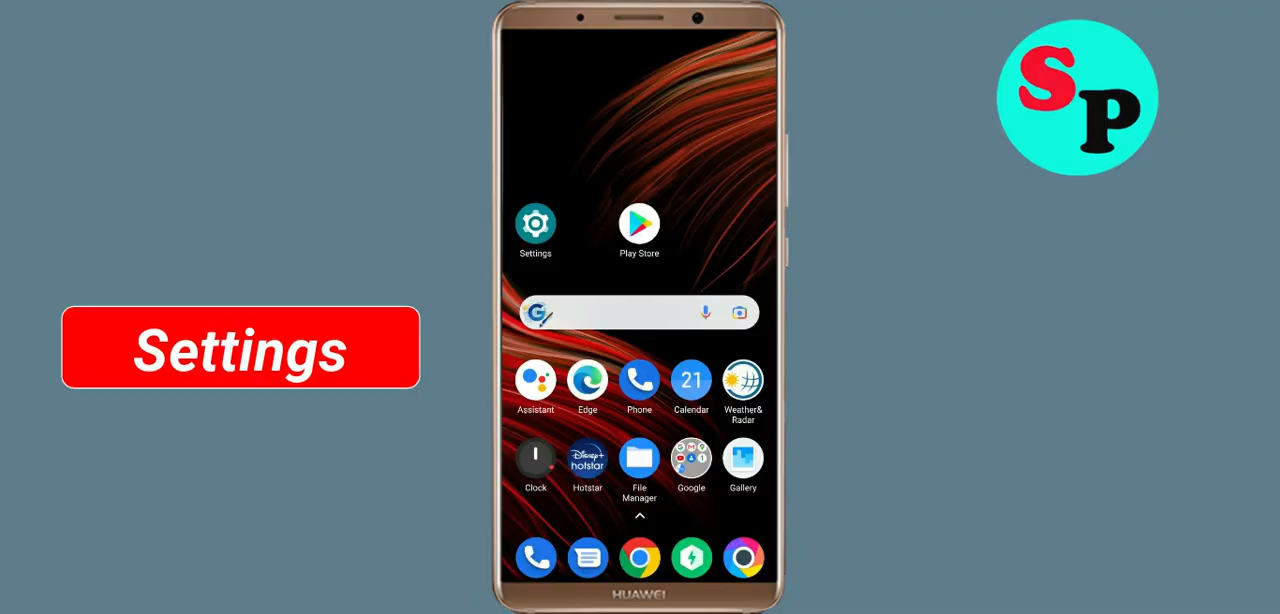 SP
Settings
Settings
Play Store
G
Assistant
Edge
Phone
21
Calendar
Weather&
Radar
Clock
Disney+
hotstar
Hotstar
File
Manager
Google
Gallery
HUAWEI